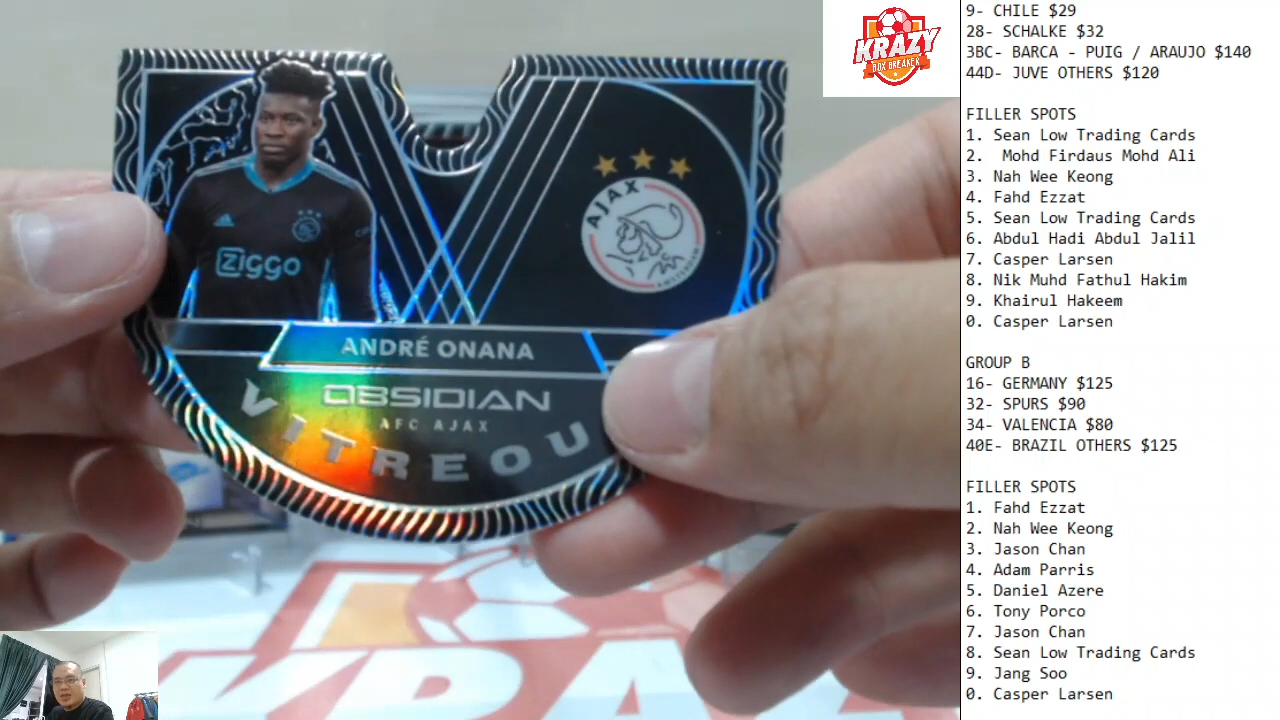 KRAZY
BOX BREAKER
AJAX
AMSTERDAM
Ziggo
ANDRÉ ONANA
OBSIDIAN
AFC AJAX
VITREOU
KRAZ
9- CHILE $29
28- SCHALKE $32
3BC- BARCA - PUIG / ARAUJO $140
44D- JUVE OTHERS $120
FILLER SPOTS
1. Sean Low Trading Cards
2.  Mohd Firdaus Mohd Ali
3. Nah Wee Keong
4. Fahd Ezzat
5. Sean Low Trading Cards
6. Abdul Hadi Abdul Jalil
7. Casper Larsen
8. Nik Muhd Fathul Hakim
9. Khairul Hakeem
0. Casper Larsen
GROUP B
16- GERMANY $125
32- SPURS $90
34- VALENCIA $80
40E- BRAZIL OTHERS $125
FILLER SPOTS
1. Fahd Ezzat
2. Nah Wee Keong
3. Jason Chan
4. Adam Parris
5. Daniel Azere
6. Tony Porco
7. Jason Chan
8. Sean Low Trading Cards
9. Jang Soo
0. Casper Larsen